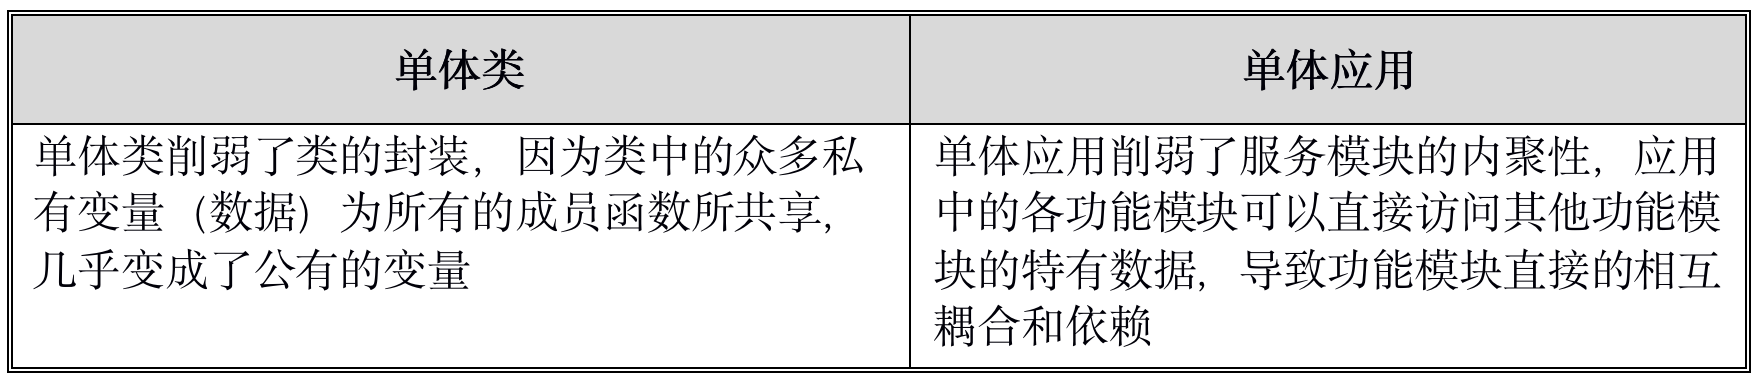 单体类
单体应用
单体类削弱了类的封装，因为类中的众多私
有变量（数据）为所有的成员函数所共享，
几乎变成了公有的变量
单体应用削弱了服务模块的内聚性，应用
中的各功能模块可以直接访问其他功能模
块的特有数据，导致功能模块直接的相互
耦合和依赖